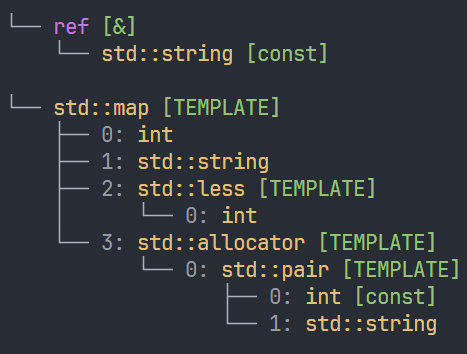 └── ref [&]
    └── std::string [const]

└── std::map [TEMPLATE]
    ├── 0: int
    ├── 1: std::string
    ├── 2: std::less [TEMPLATE]
    │   └── 0: int
    └── 3: std::allocator [TEMPLATE]
        └── 0: std::pair [TEMPLATE]
            ├── 0: int [const]
            └── 1: std::string